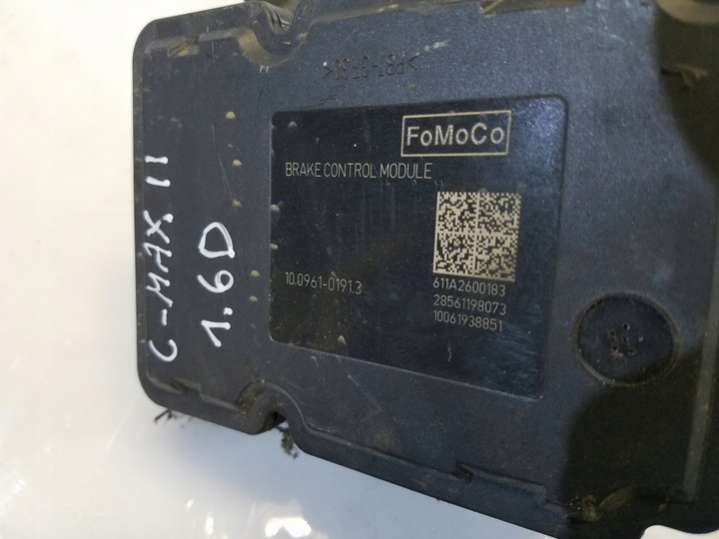 FoMoCo
BRAKE CONTROL MODULE
10.0961-0191.3
611A2600183
28561198073
10061938851
C-MAX II
1.6D